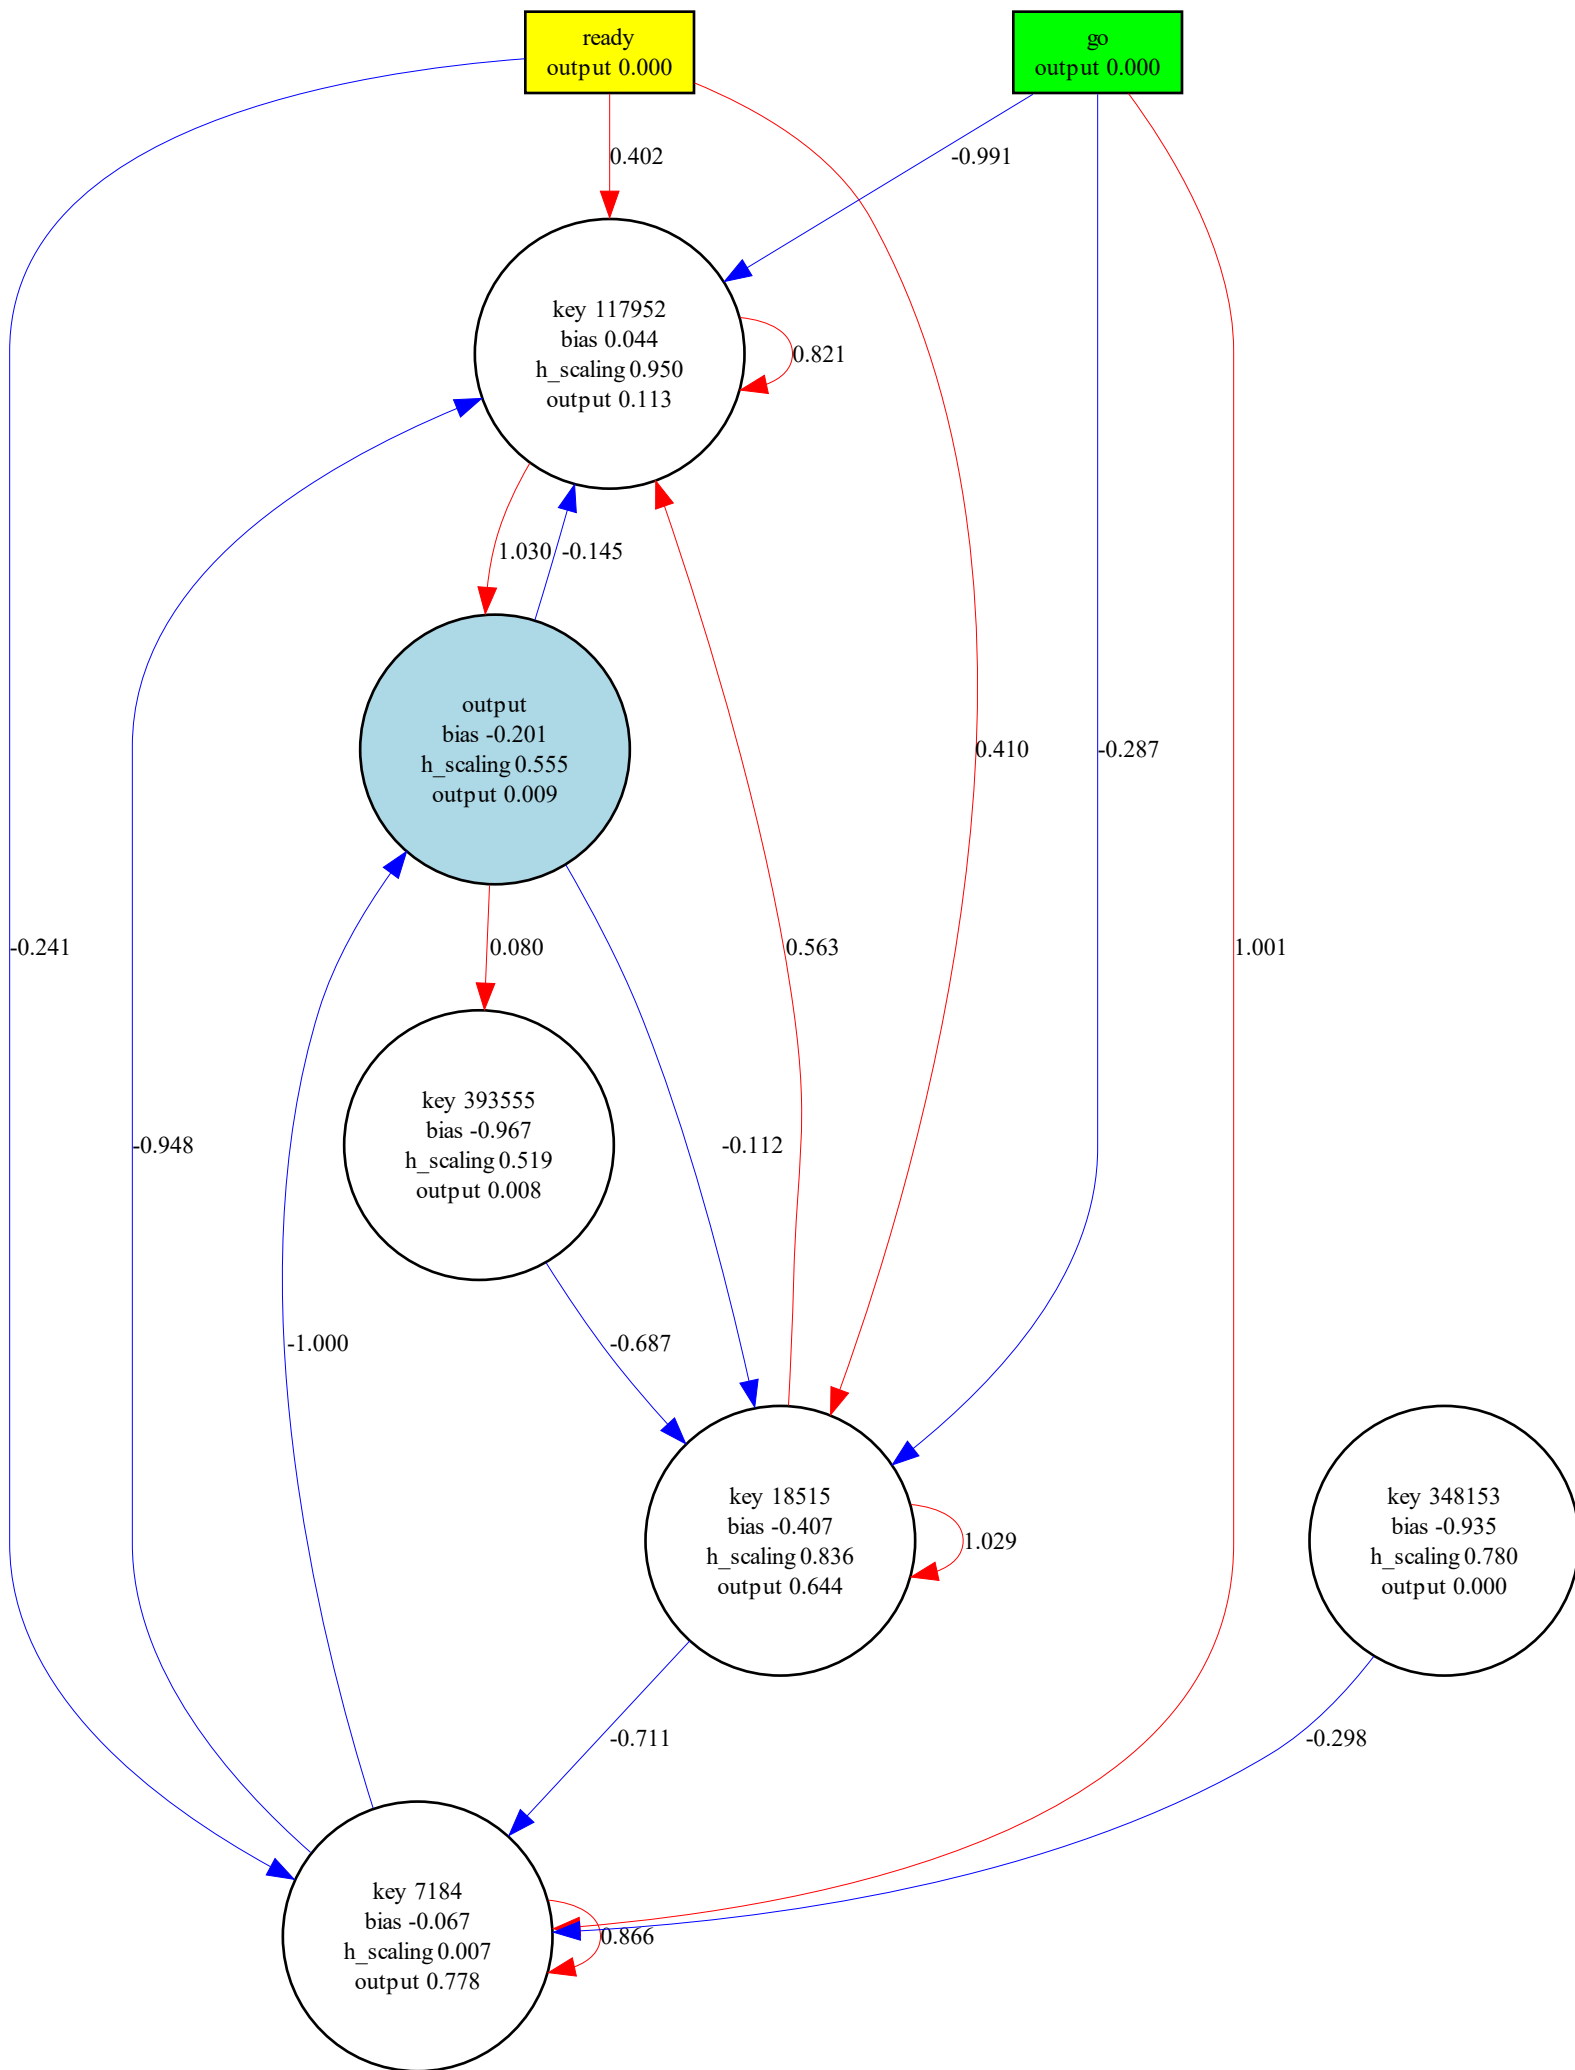 ready
output 0.000
go
output 0.000
0.402
-0.991
key 117952
bias 0.044
h_scaling 0.950
output 0.113
0.821
1.030
-0.145
output
bias -0.201
h_scaling 0.555
output 0.009
0.410
-0.287
-0.241
0.080
0.563
1.001
key 393555
bias -0.967
h_scaling 0.519
output 0.008
-0.948
-0.112
-1.000
-0.687
key 18515
bias -0.407
h_scaling 0.836
output 0.644
1.029
key 348153
bias -0.935
h_scaling 0.780
output 0.000
-0.711
-0.298
key 7184
bias -0.067
h_scaling 0.007
output 0.778
0.866